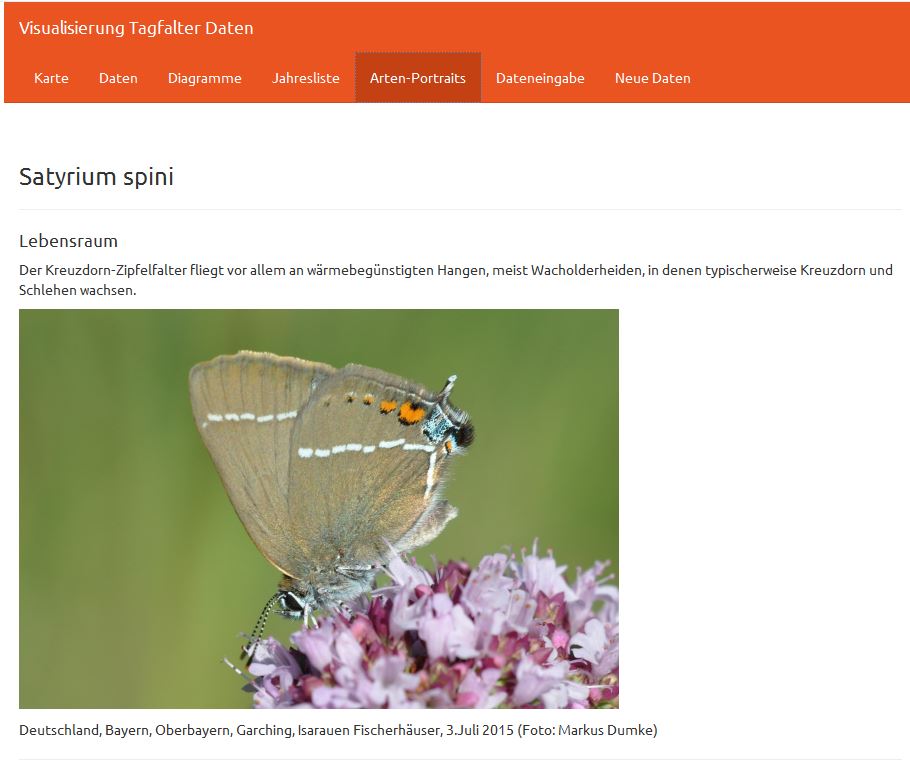 Visualisierung Tagfalter Daten
Karte Daten Diagramme Jahresliste Arten-Portraits Dateneingabe Neue Daten
Satyrium spini
Lebensraum
Der Kreuzdorn-Zipfelfalter fliegt vor allem an wärmebegünstigten Hangen, meist Wacholderheiden, in denen typischerweise Kreuzdorn und
Schlehen wachsen.
Deutschland, Bayern, Oberbayern, Garching, Isarauen Fischerhäuser, 3.Juli 2015 (Foto: Markus Dumke)